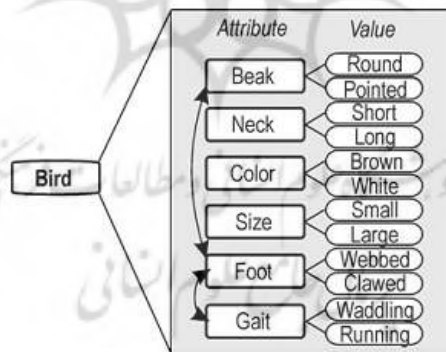 Attribute Value
Beak Round
Pointed
Neck Short
Long
Bird
Color Brown
White
Size Small
Large
Foot Webbed
Clawed
Gait Waddling
Running